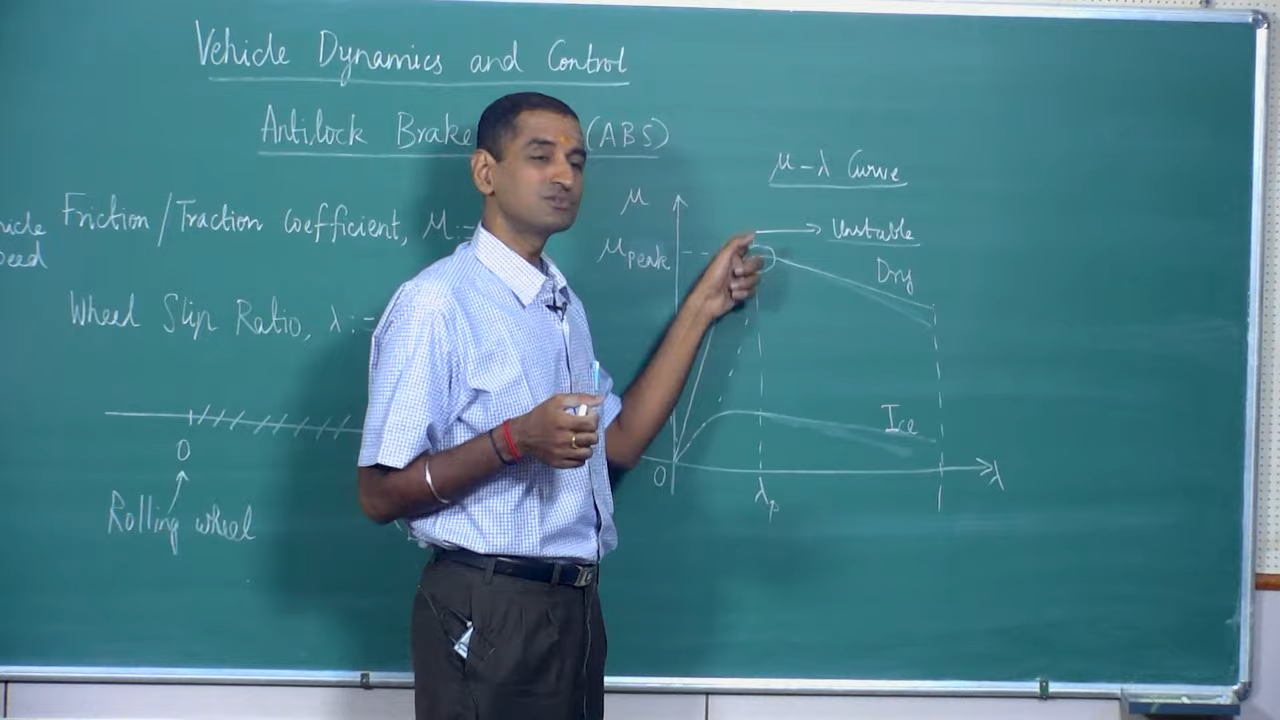 Vehicle Dynamics and Control
Antilock Brake (ABS)
Friction/Traction coefficient, μ :=
Wheel Slip Ratio, λ :=
0
Rolling wheel
μ-λ Curve
μ
μpeak
Unstable
Dry
Ice
0
λp
1
λ